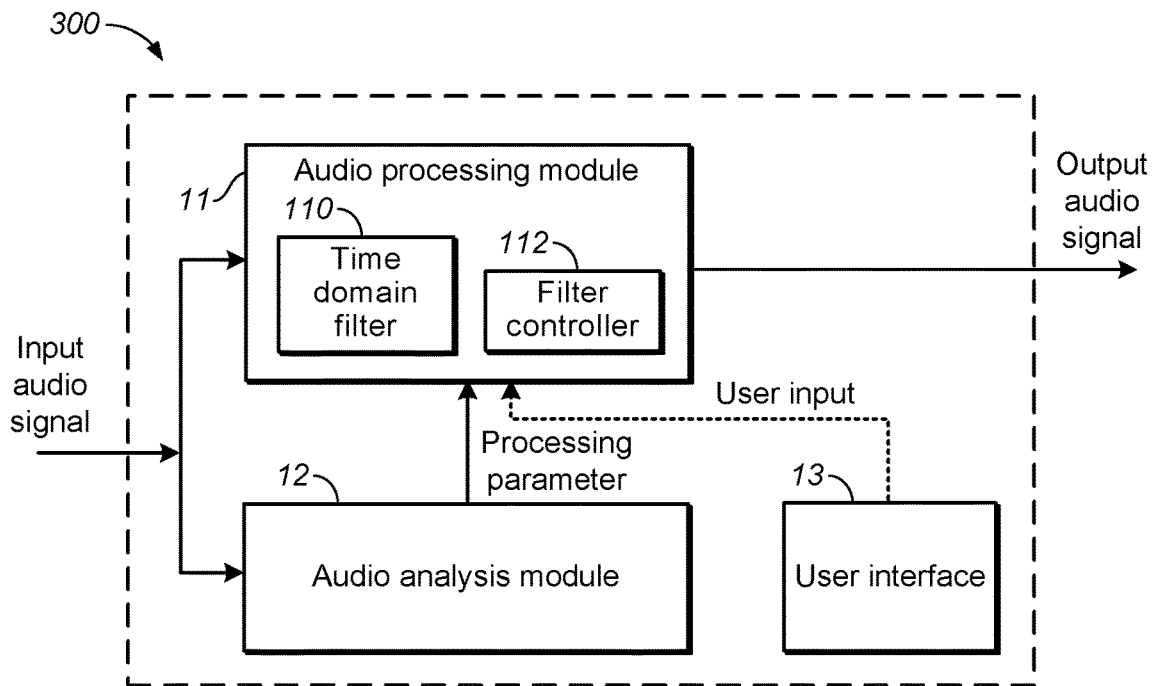 300
Audio processing module
11
110
Time
domain
filter
112
Filter
controller
Output
audio
signal
Input
audio
signal
User input
Processing
parameter
12
Audio analysis module
13
User interface